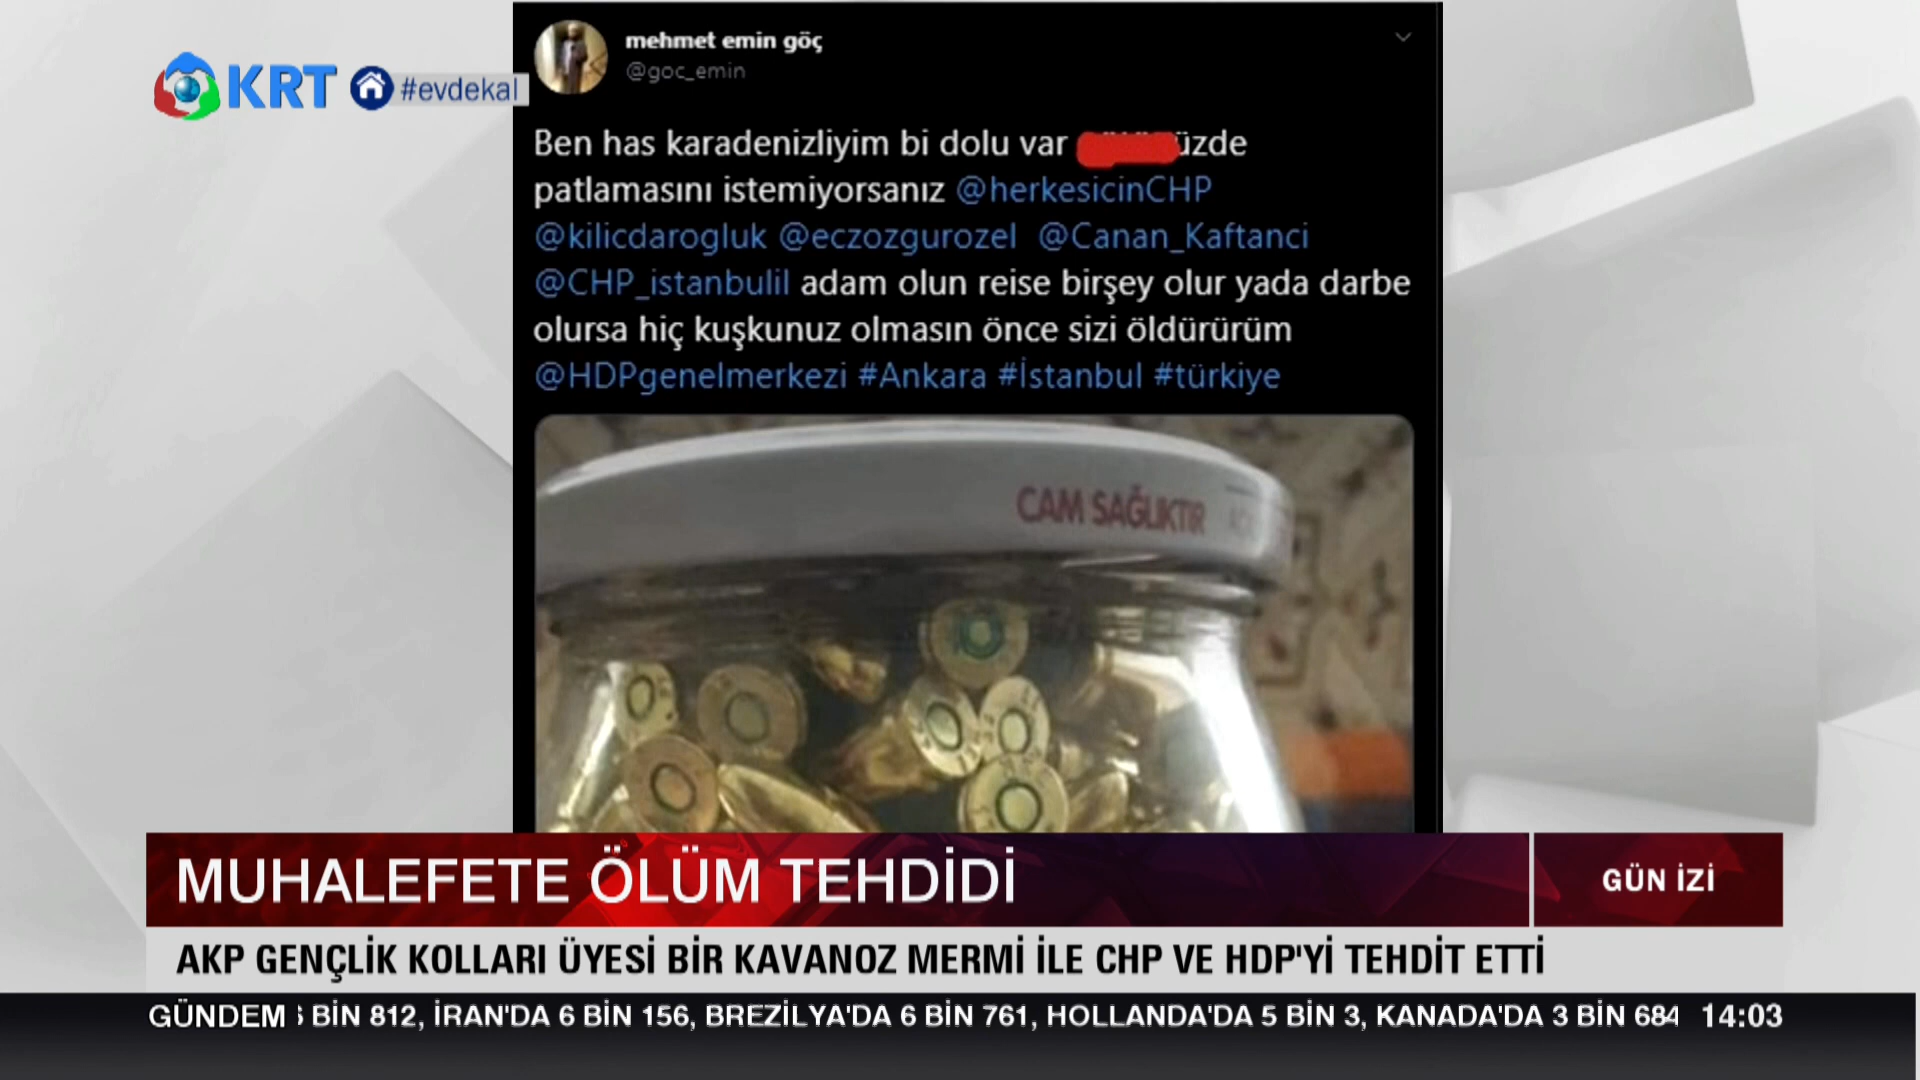 KRT #evdekal
mehmet emin göç
@goc_emin
Ben has karadenizliyim bi dolu var üzde
patlamasını istemiyorsanız @herkesicinCHP
@kilicdarogluk @eczozgurozel @Canan_Kaftanci
@CHP_istanbulil adam olun reise birşey olur yada darbe
olursa hiç kuşkunuz olmasın önce sizi öldürürüm
@HDPgenelmerkezi #Ankara #İstanbul #türkiye
CAM SAĞLIKTIR
MUHALEFETE ÖLÜM TEHDİDİ
GÜN İZİ
AKP GENÇLİK KOLLARI ÜYESİ BİR KAVANOZ MERMİ İLE CHP VE HDP'Yİ TEHDİT ETTİ
GÜNDEM BİN 812, İRAN'DA 6 BİN 156, BREZİLYA'DA 6 BİN 761, HOLLANDA'DA 5 BİN 3, KANADA'DA 3 BİN 684 14:03